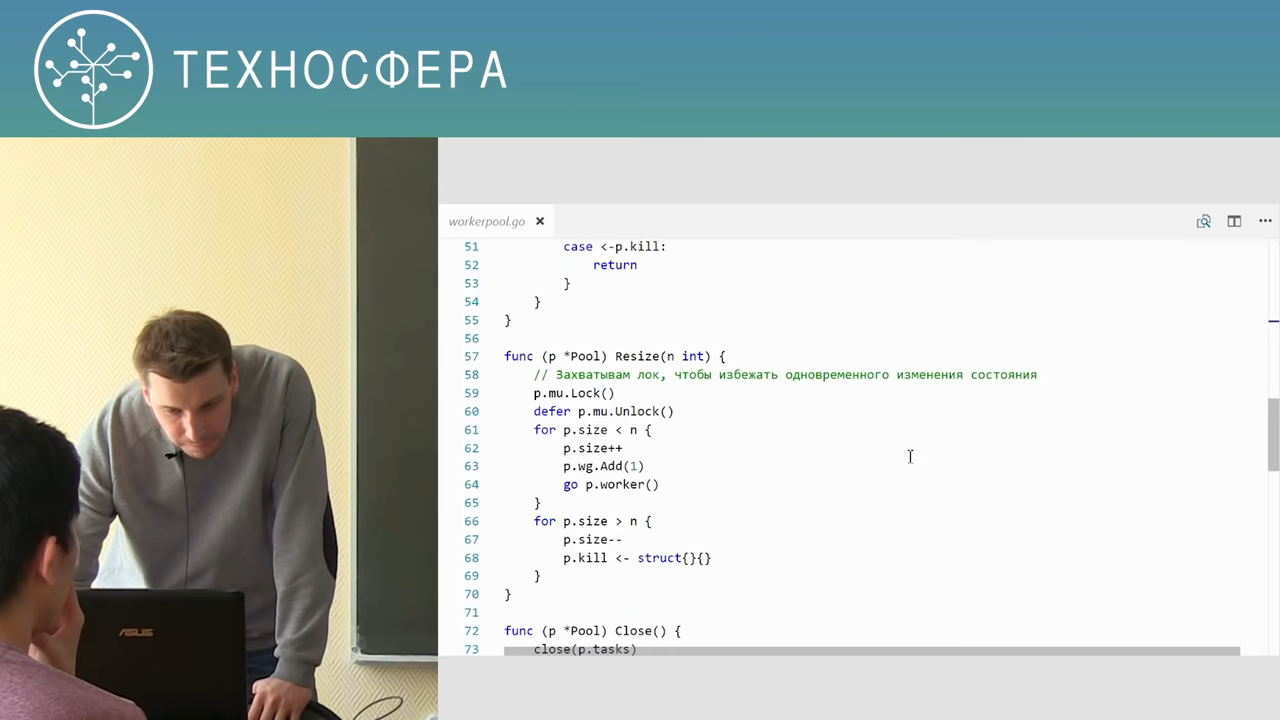 ТЕХНОСФЕРА
workerpool.go
51 case <-p.kill:
52 return
53 }
54 }
55 }
56
57 func (p *Pool) Resize(n int) {
58 // Захватывам лок, чтобы избежать одновременного изменения состояния
59 p.mu.Lock()
60 defer p.mu.Unlock()
61 for p.size < n {
62 p.size++
63 p.wg.Add(1)
64 go p.worker()
65 }
66 for p.size > n {
67 p.size--
68 p.kill <- struct{}{}
69 }
70 }
71
72 func (p *Pool) Close() {
73 close(p.tasks)
ASUS